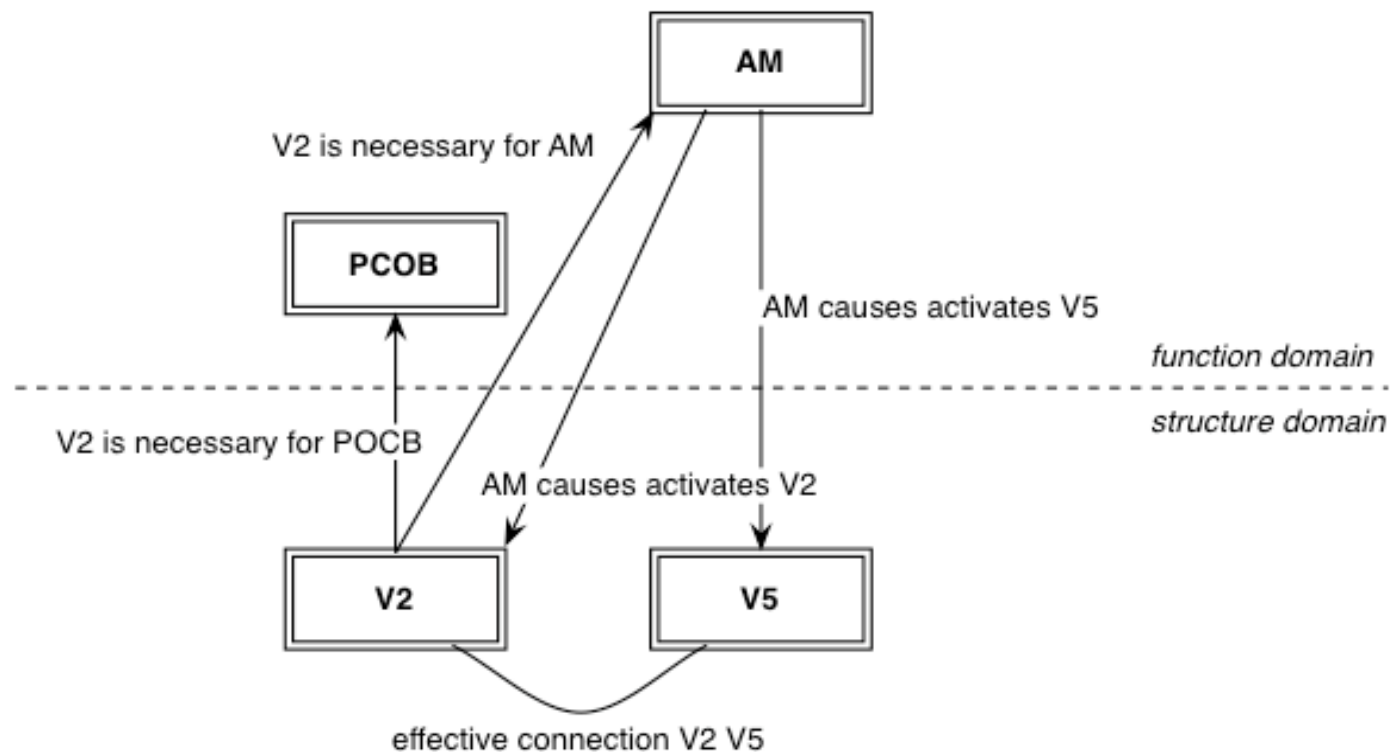 AM
V2 is necessary for AM
PCOB
AM causes activates V5
function domain
structure domain
V2 is necessary for POCB
AM causes activates V2
V2
V5
effective connection V2 V5